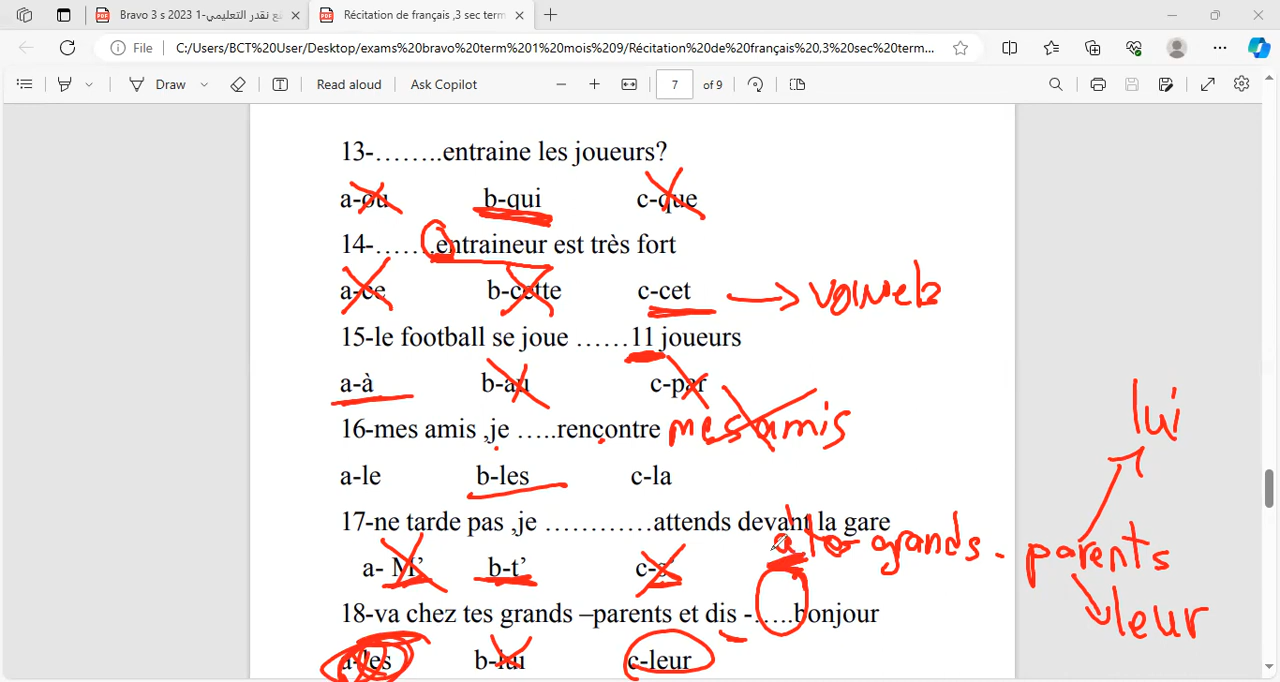 Bravo 3 s 2023 1-قع نقدر التعليمي
Récitation de français ,3 sec term
File
C:/Users/BCT%20User/Desktop/exams%20bravo%20term%201%20mois%209/Récitation%20de%20français%20,3%20sec%20term...
Draw
Read aloud
Ask Copilot
7 of 9
13-……..entraine les joueurs?
a-ou b-qui c-que
14-…….entraineur est très fort
a-ce b-cette c-cet vowels
15-le football se joue ……11 joueurs
a-à b-au c-par
16-mes amis ,je …..rencontre mes amis
a-le b-les c-la
lui
17-ne tarde pas ,je …………attends devant la gare
à tes grands - parents
a- M’ b-t’ c-s’
18-va chez tes grands –parents et dis -…..bonjour
leur
a-les b-lui c-leur